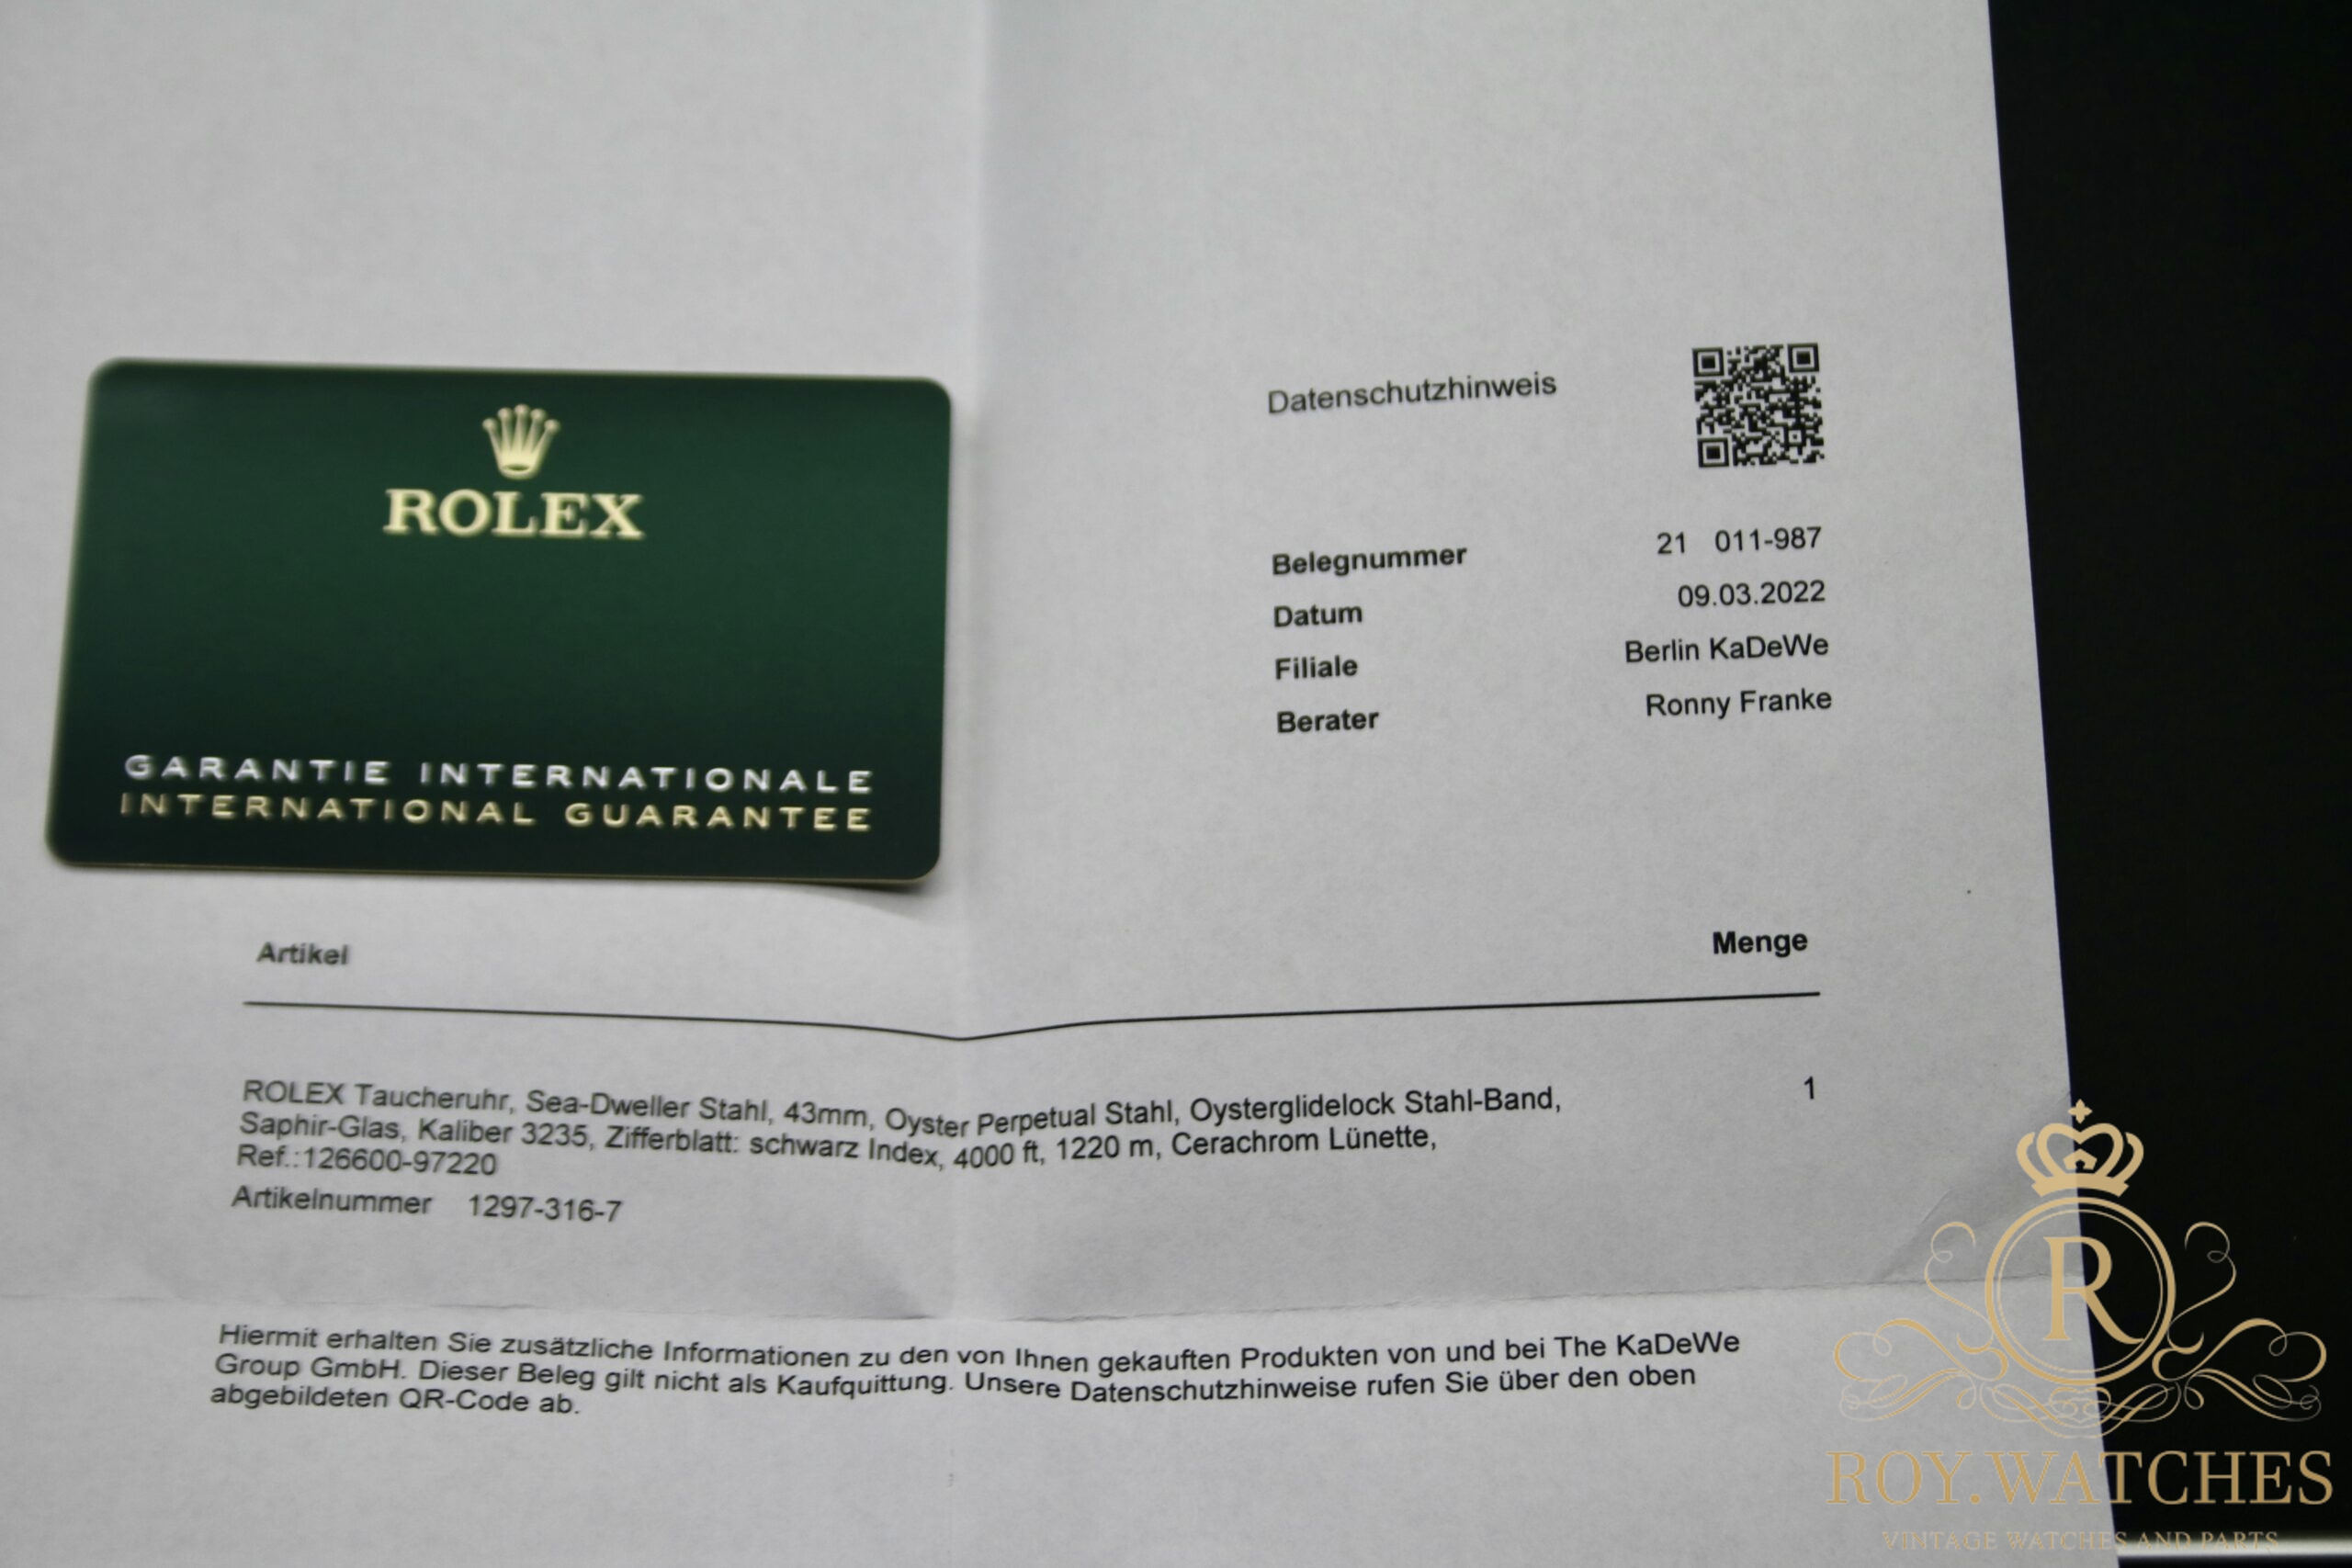 ROLEX
GARANTIE INTERNATIONALE
INTERNATIONAL GUARANTEE
Datenschutzhinweis
Belegnummer 21 011-987
Datum 09.03.2022
Filiale Berlin KaDeWe
Berater Ronny Franke
Artikel Menge
ROLEX Taucheruhr, Sea-Dweller Stahl, 43mm, Oyster Perpetual Stahl, Oysterglidelock Stahl-Band, 1
Saphir-Glas, Kaliber 3235, Zifferblatt: schwarz Index, 4000 ft, 1220 m, Cerachrom Lünette,
Ref.:126600-97220
Artikelnummer 1297-316-7
Hiermit erhalten Sie zusätzliche Informationen zu den von Ihnen gekauften Produkten von und bei The KaDeWe
Group GmbH. Dieser Beleg gilt nicht als Kaufquittung. Unsere Datenschutzhinweise rufen Sie über den oben
abgebildeten QR-Code ab.
R
ROY.WATCHES
VINTAGE WATCHES AND PARTS